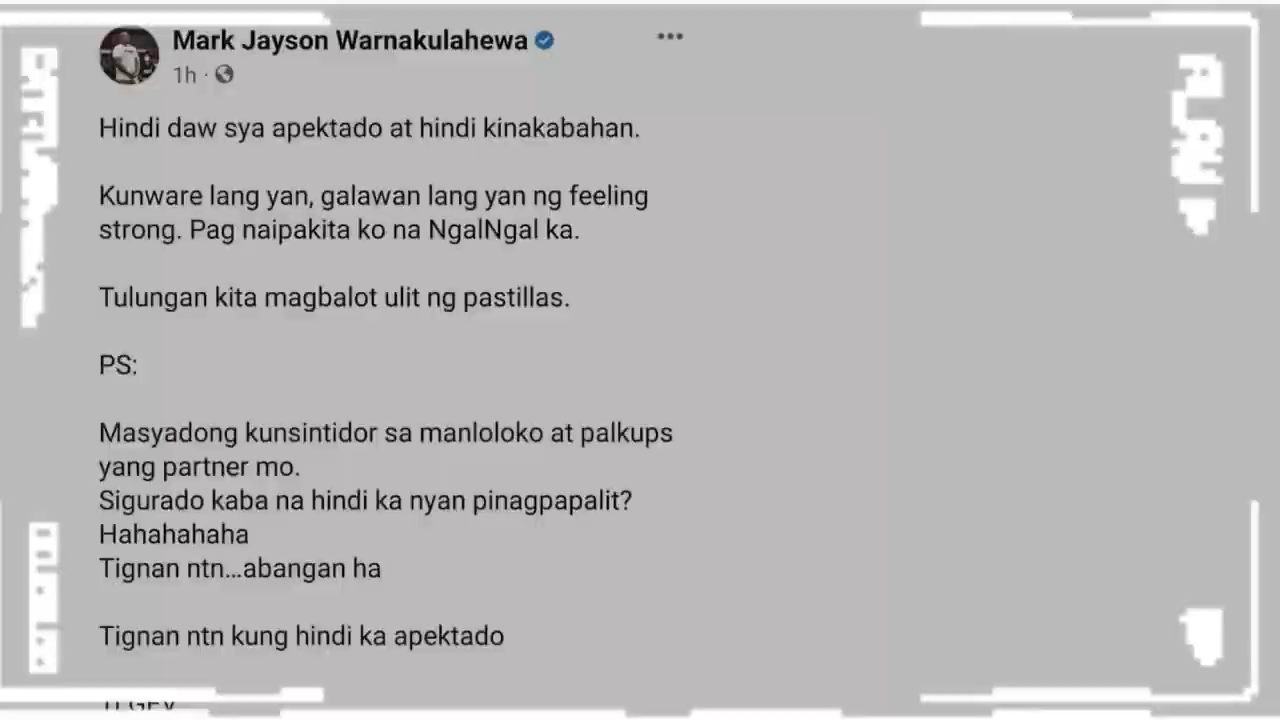 Mark Jayson Warnakulahewa
1h ·
Hindi daw sya apektado at hindi kinakabahan.
Kunware lang yan, galawan lang yan ng feeling
strong. Pag naipakita ko na NgalNgal ka.
Tulungan kita magbalot ulit ng pastillas.
PS:
Masyadong kunsintidor sa manloloko at palkups
yang partner mo.
Sigurado kaba na hindi ka nyan pinagpapalit?
Hahahahaha
Tignan ntn...abangan ha
Tignan ntn kung hindi ka apektado